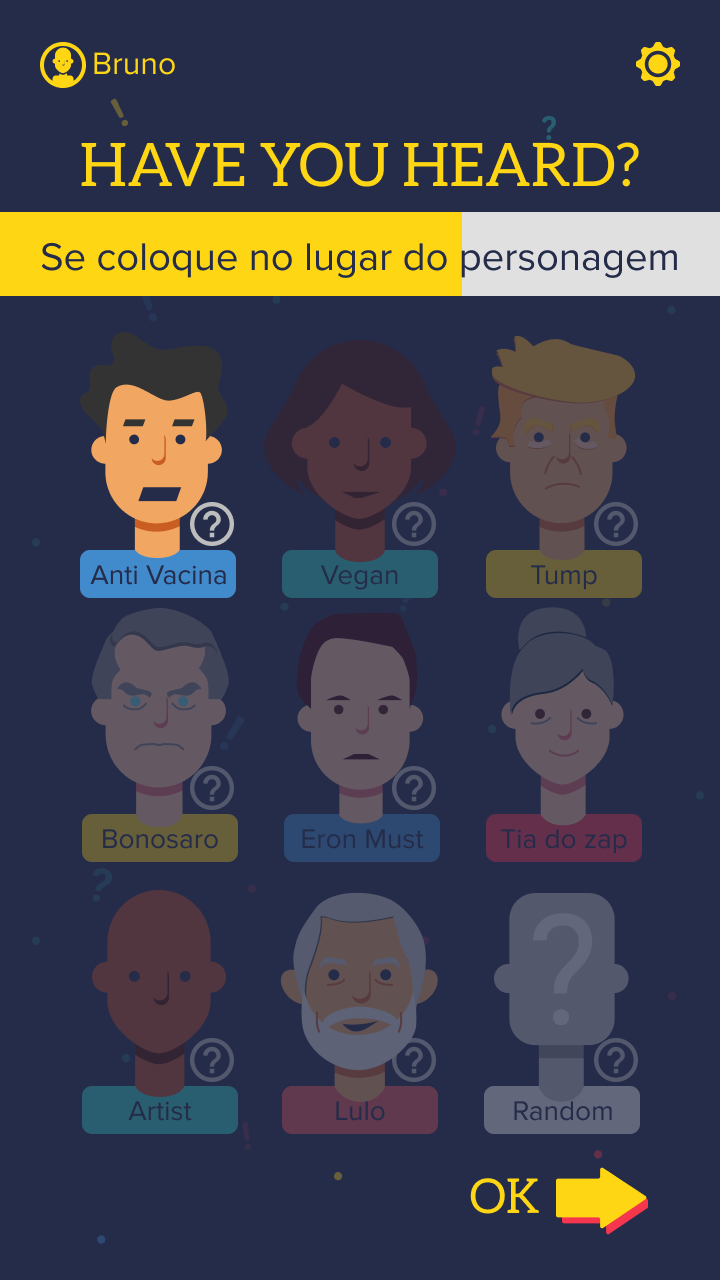 Bruno
HAVE YOU HEARD?
Se coloque no lugar do personagem
Anti Vacina
Vegan
Tump
Bonosaro
Eron Must
Tia do zap
Artist
Lulo
Random
OK